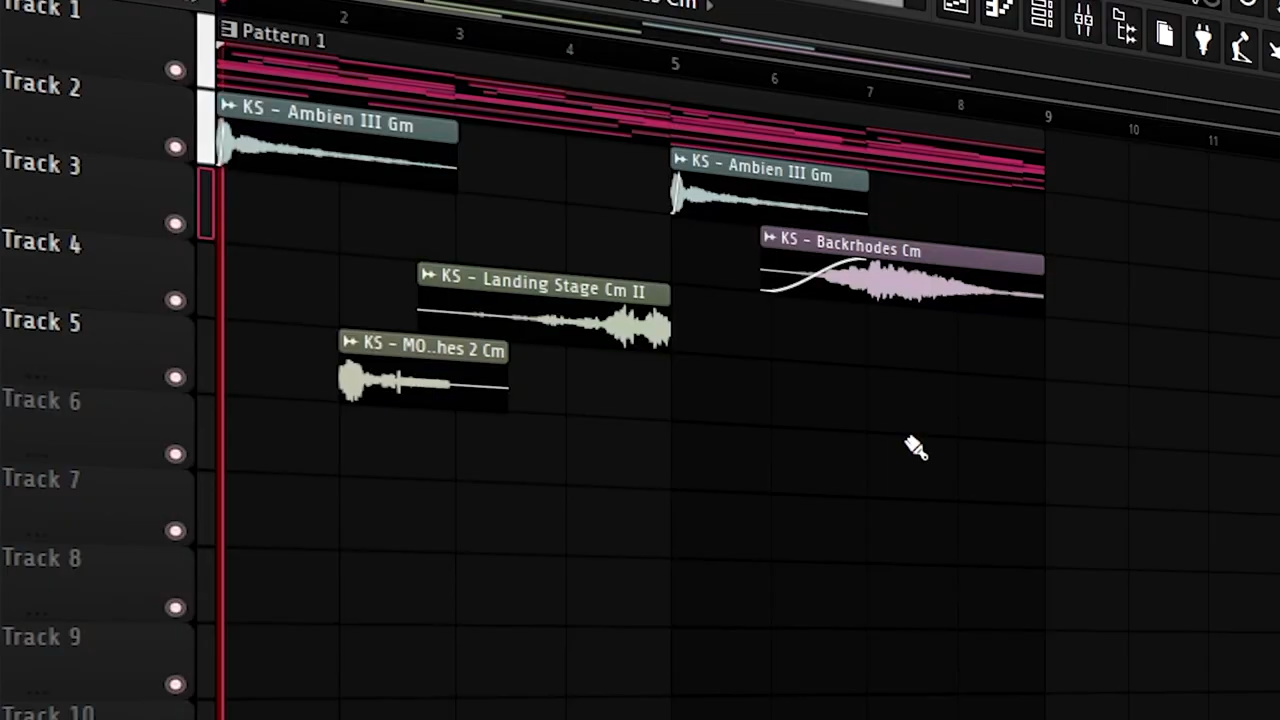 Cm
Track 1
2
3
4
5
6
7
8
9
10
11
Pattern 1
Track 2
KS - Ambien III Gm
KS - Ambien III Gm
Track 3
KS - Backrhodes Cm
Track 4
KS - Landing Stage Cm II
Track 5
KS - MO..hes 2 Cm
Track 6
Track 7
Track 8
Track 9
Track 10